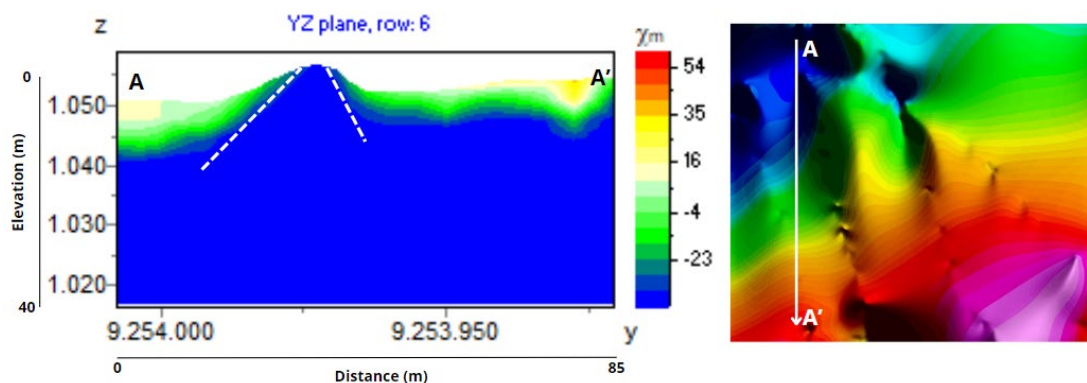 z
YZ plane, row: 6
χm
A
A'
0
1.050
1.040
1.030
1.020
40
Elevation (m)
54
35
16
-4
-23
9.254.000
9.253.950
y
0
85
Distance (m)
A
A'